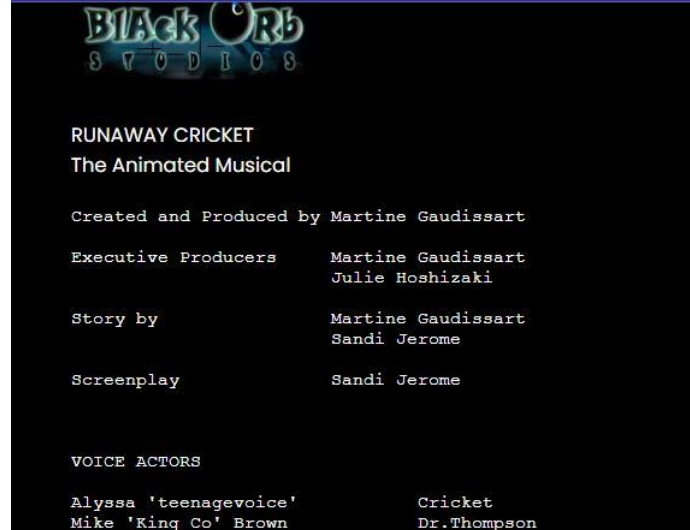 BlAck ORb
STUDIOS
RUNAWAY CRICKET
The Animated Musical
Created and Produced by Martine Gaudissart
Executive Producers Martine Gaudissart
Julie Hoshizaki
Story by Martine Gaudissart
Sandi Jerome
Screenplay Sandi Jerome
VOICE ACTORS
Alyssa 'teenagevoice' Cricket
Mike 'King Co' Brown Dr.Thompson